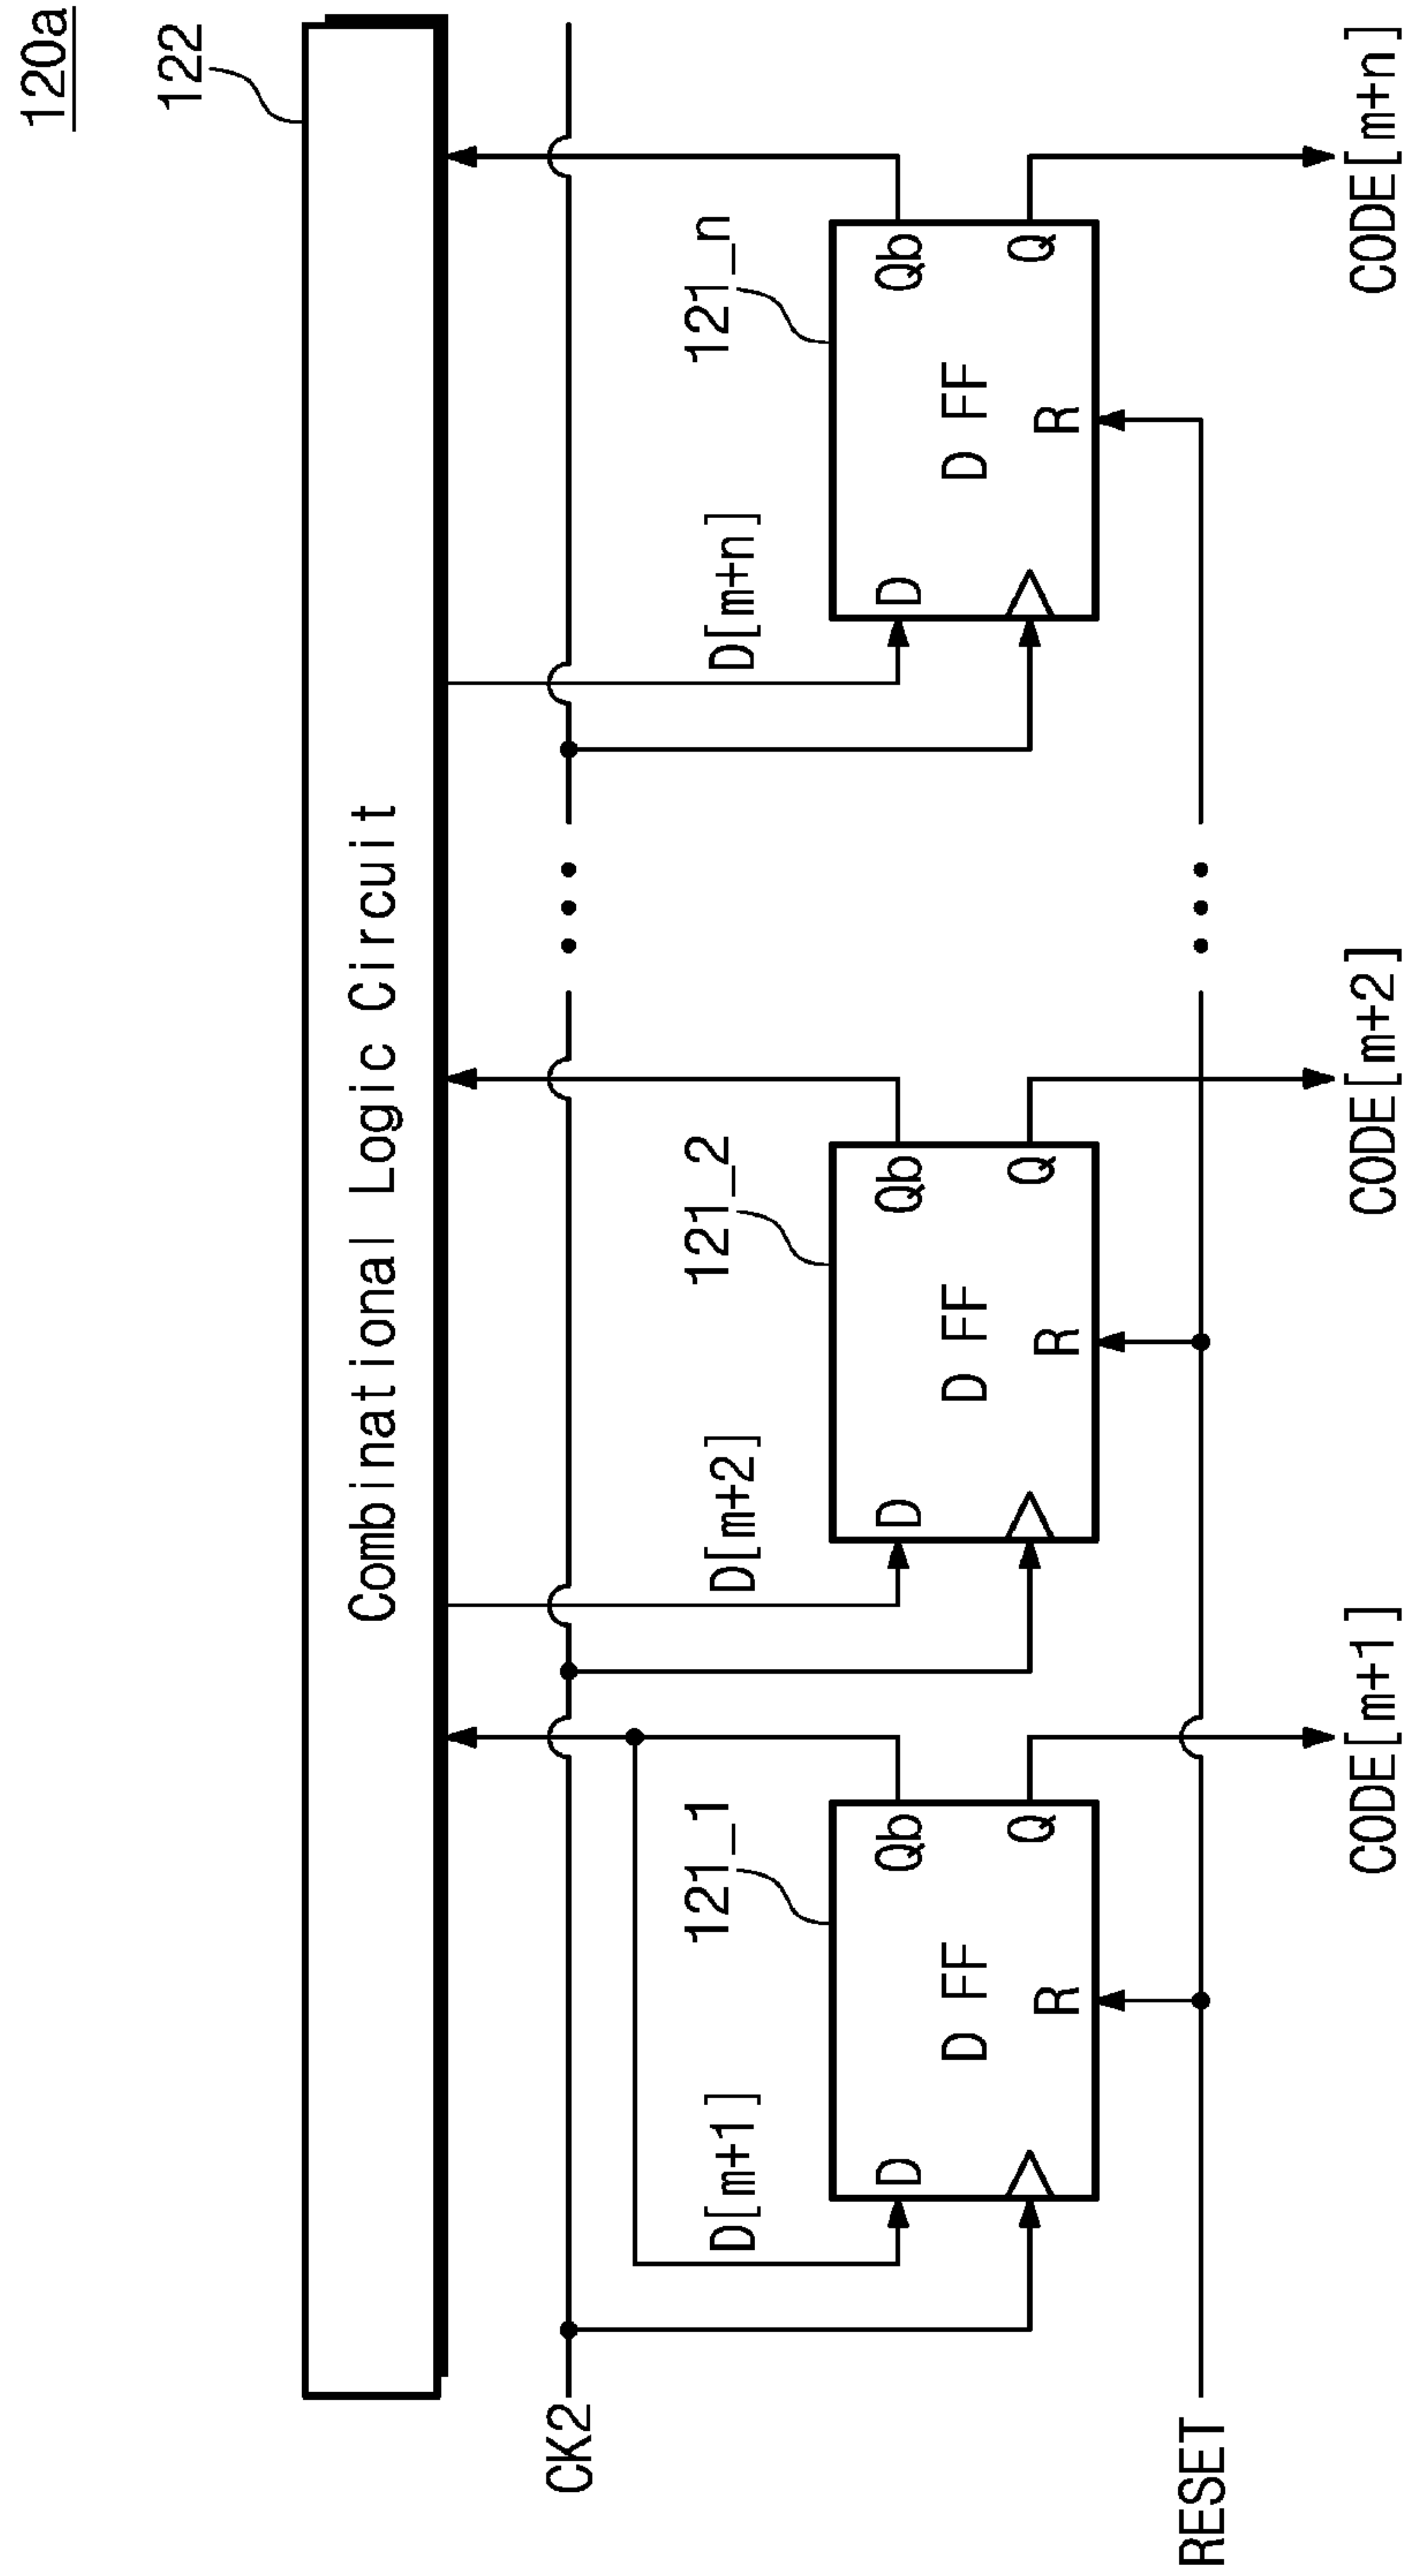 120a
122
Combinational Logic Circuit
CK2
121_1
121_2
121_n
D[m+1]
D[m+2]
D[m+n]
D
Qb
D
Qb
D
Qb
D FF
D FF
D FF
R
Q
R
Q
R
Q
RESET
CODE[m+1]
CODE[m+2]
CODE[m+n]